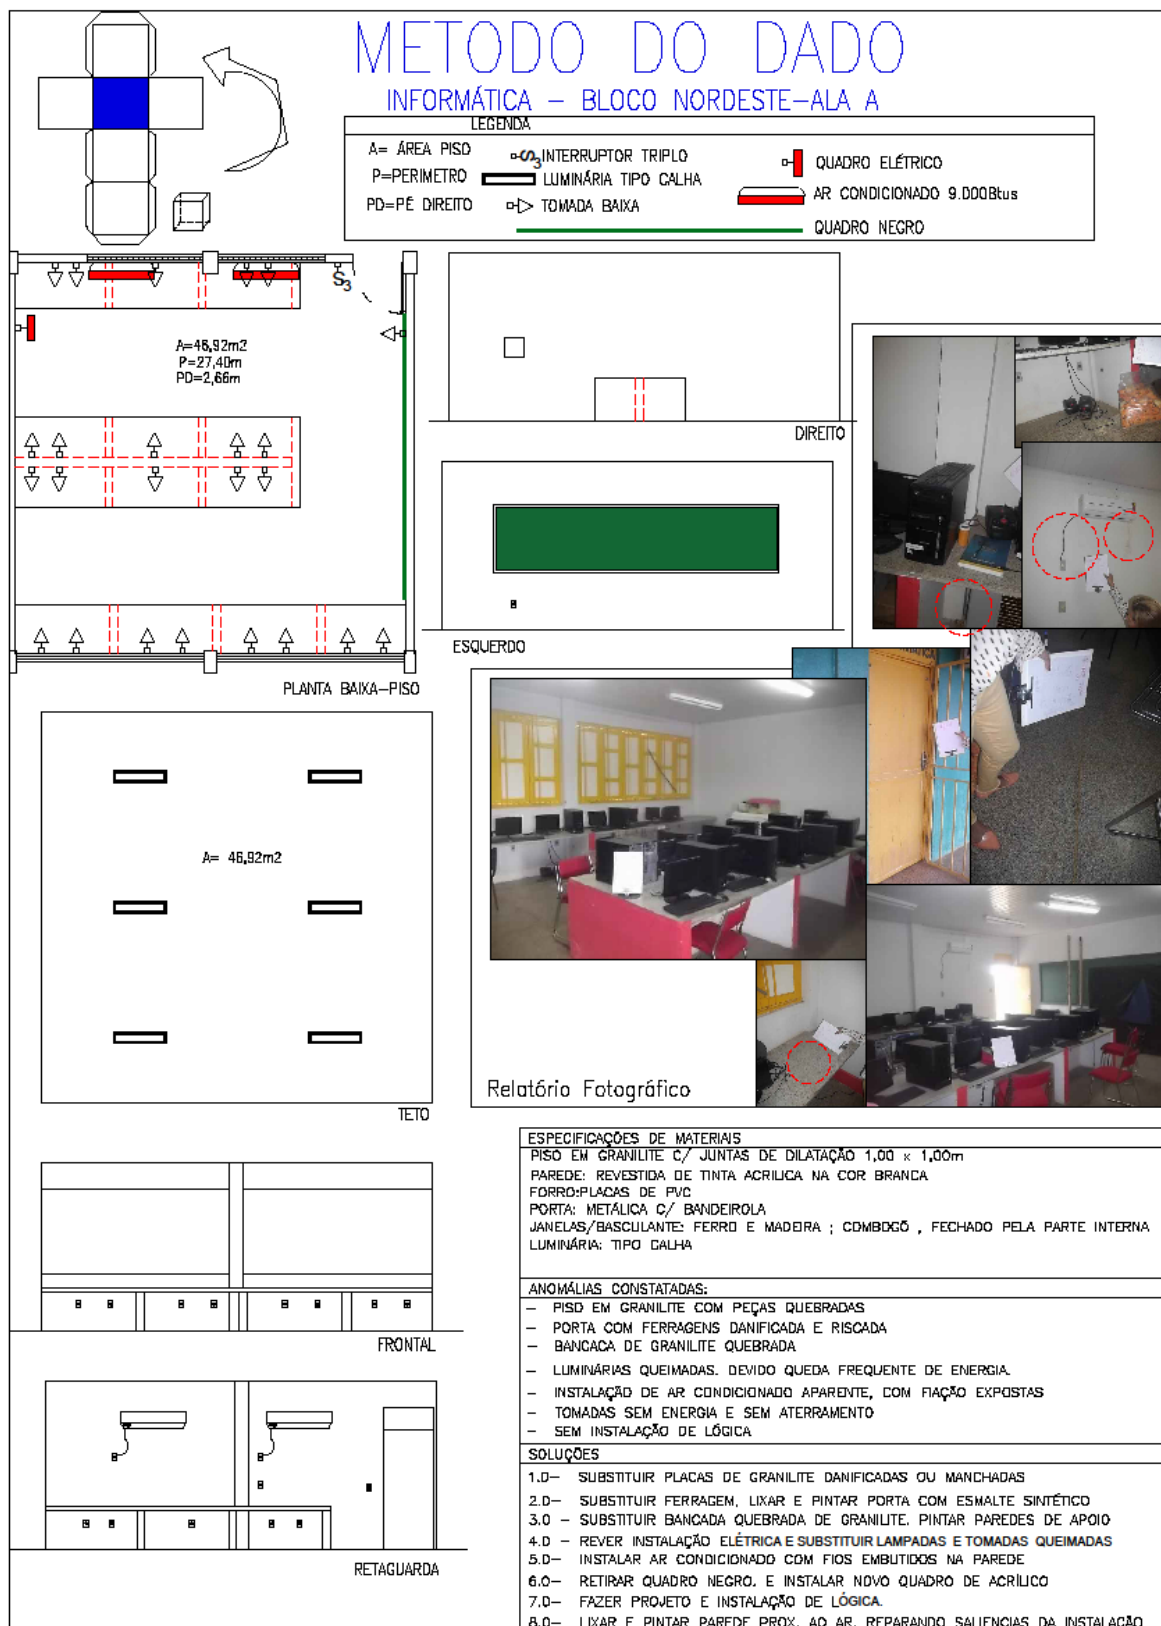 METODO DO DADO
INFORMÁTICA – BLOCO NORDESTE–ALA A
LEGENDA
A= ÁREA PISO
P=PERIMETRO
PD=PÉ DIREITO
S3 INTERRUPTOR TRIPLO
LUMINÁRIA TIPO CALHA
TOMADA BAIXA
QUADRO ELÉTRICO
AR CONDICIONADO 9.000Btus
QUADRO NEGRO
S3
A=46,92m2
P=27,40m
PD=2,66m
PLANTA BAIXA–PISO
DIREITO
ESQUERDO
A= 46,92m2
TETO
Relatório Fotográfico
FRONTAL
RETAGUARDA
ESPECIFICAÇÕES DE MATERIAIS
PISO EM GRANILITE C/ JUNTAS DE DILATAÇÃO 1,00 x 1,00m
PAREDE: REVESTIDA DE TINTA ACRILICA NA COR BRANCA
FORRO:PLACAS DE PVC
PORTA: METÁLICA C/ BANDEIROLA
JANELAS/BASCULANTE: FERRO E MADEIRA ; COMBOGÓ , FECHADO PELA PARTE INTERNA
LUMINÁRIA: TIPO CALHA
ANOMÁLIAS CONSTATADAS:
– PISO EM GRANILITE COM PEÇAS QUEBRADAS
– PORTA COM FERRAGENS DANIFICADA E RISCADA
– BANCACA DE GRANILITE QUEBRADA
– LUMINÁRIAS QUEIMADAS. DEVIDO QUEDA FREQUENTE DE ENERGIA.
– INSTALAÇÃO DE AR CONDICIONADO APARENTE, COM FIAÇÃO EXPOSTAS
– TOMADAS SEM ENERGIA E SEM ATERRAMENTO
– SEM INSTALAÇÃO DE LÓGICA
SOLUÇÕES
1.0– SUBSTITUIR PLACAS DE GRANILITE DANIFICADAS OU MANCHADAS
2.0– SUBSTITUIR FERRAGEM, LIXAR E PINTAR PORTA COM ESMALTE SINTÉTICO
3.0 – SUBSTITUIR BANCADA QUEBRADA DE GRANILITE. PINTAR PAREDES DE APOIO
4.0 – REVER INSTALAÇÃO ELÉTRICA E SUBSTITUIR LAMPADAS E TOMADAS QUEIMADAS
5.0– INSTALAR AR CONDICIONADO COM FIOS EMBUTIDOS NA PAREDE
6.0– RETIRAR QUADRO NEGRO. E INSTALAR NOVO QUADRO DE ACRÍLICO
7.0– FAZER PROJETO E INSTALAÇÃO DE LÓGICA.
8.0– LIXAR E PINTAR PAREDE PROX. AO AR, REPARANDO SALIENCIAS DA INSTALAÇÃO